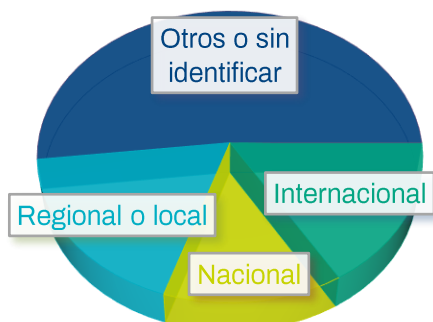 Otros o sin
identificar
Internacional
Regional o local
Nacional